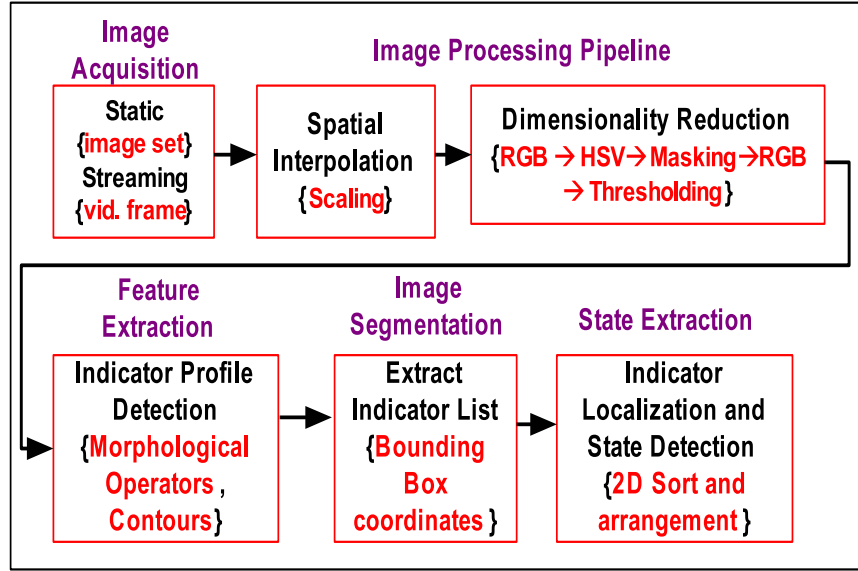 Image
Acquisition
Image Processing Pipeline
Static
{image set}
Streaming
{vid. frame}
Spatial
Interpolation
{Scaling}
Dimensionality Reduction
{RGB → HSV→ Masking →RGB
→ Thresholding }
Feature
Extraction
Image
Segmentation
State Extraction
Indicator Profile
Detection
{Morphological
Operators ,
Contours}
Extract
Indicator List
{Bounding
Box
coordinates }
Indicator
Localization and
State Detection
{2D Sort and
arrangement }